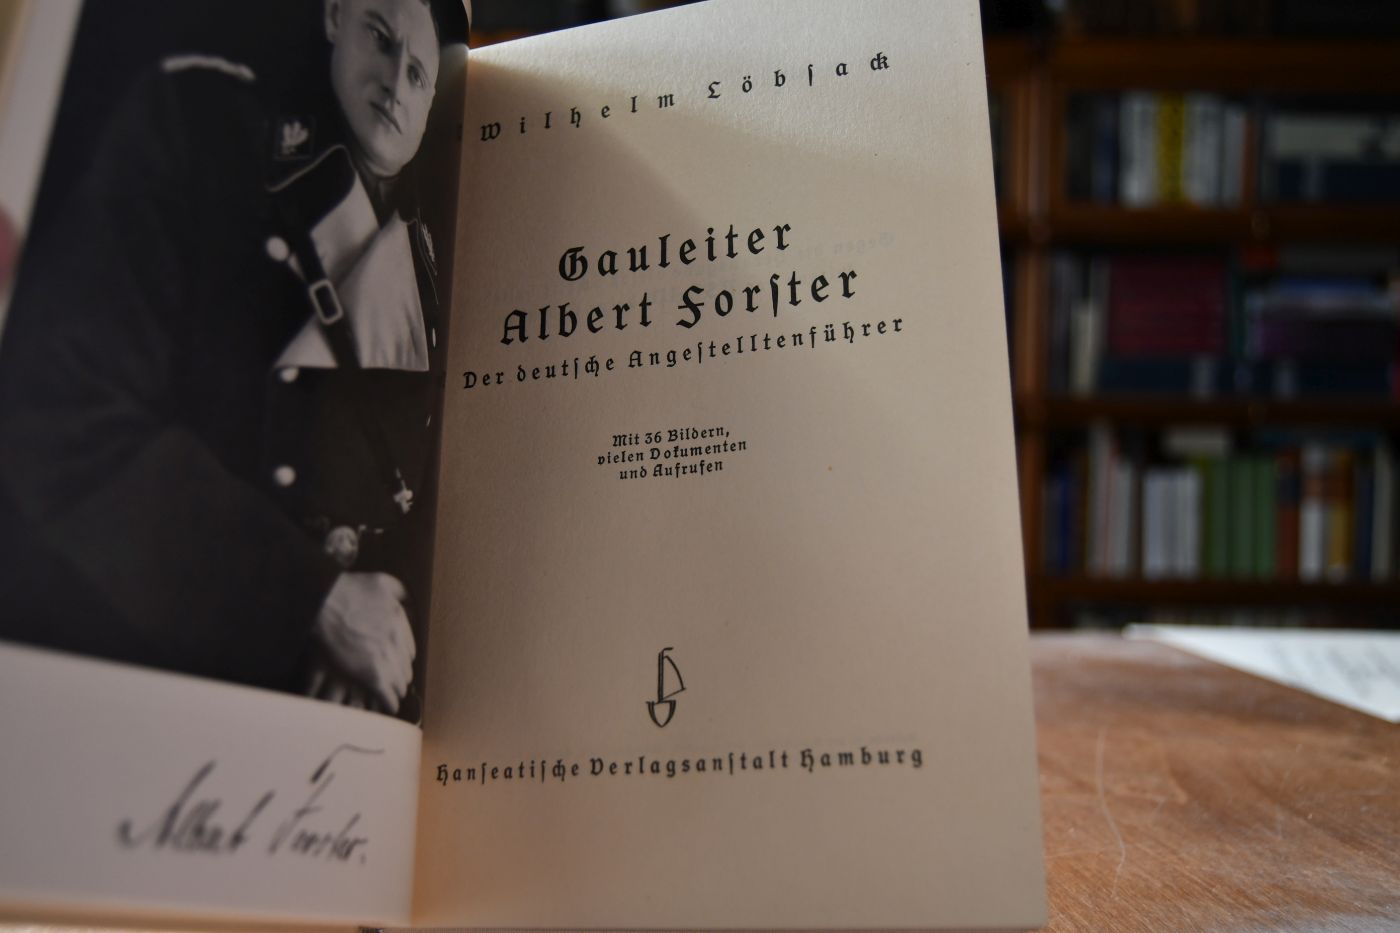 Wilhelm Löbſack
Gauleiter
Albert Forſter
Der deutſche Angeſtelltenführer
Mit 36 Bildern,
vielen Dokumenten
und Aufrufen
Hanſeatiſche Verlagsanſtalt Hamburg
Albert Forster.